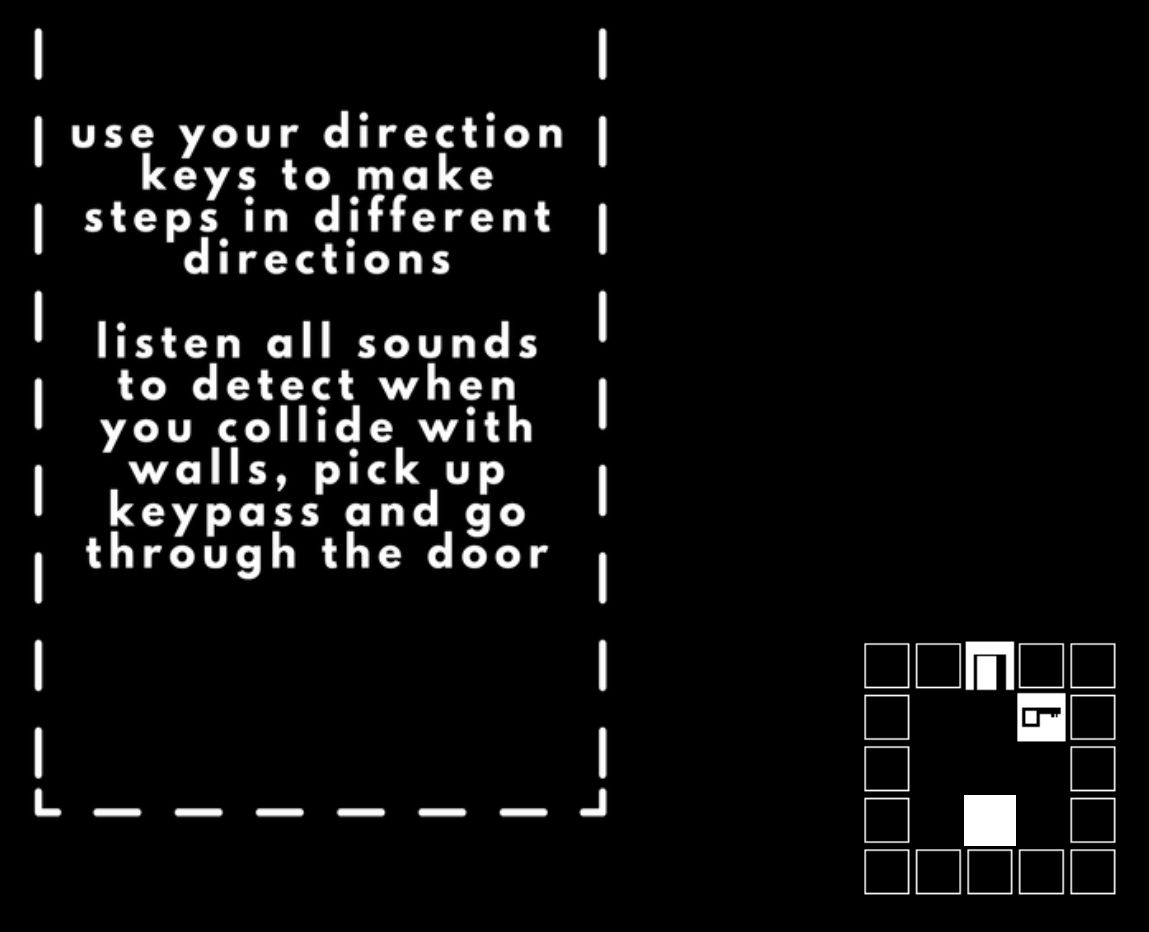 use your direction
keys to make
steps in different
directions
listen all sounds
to detect when
you collide with
walls, pick up
keypass and go
through the door